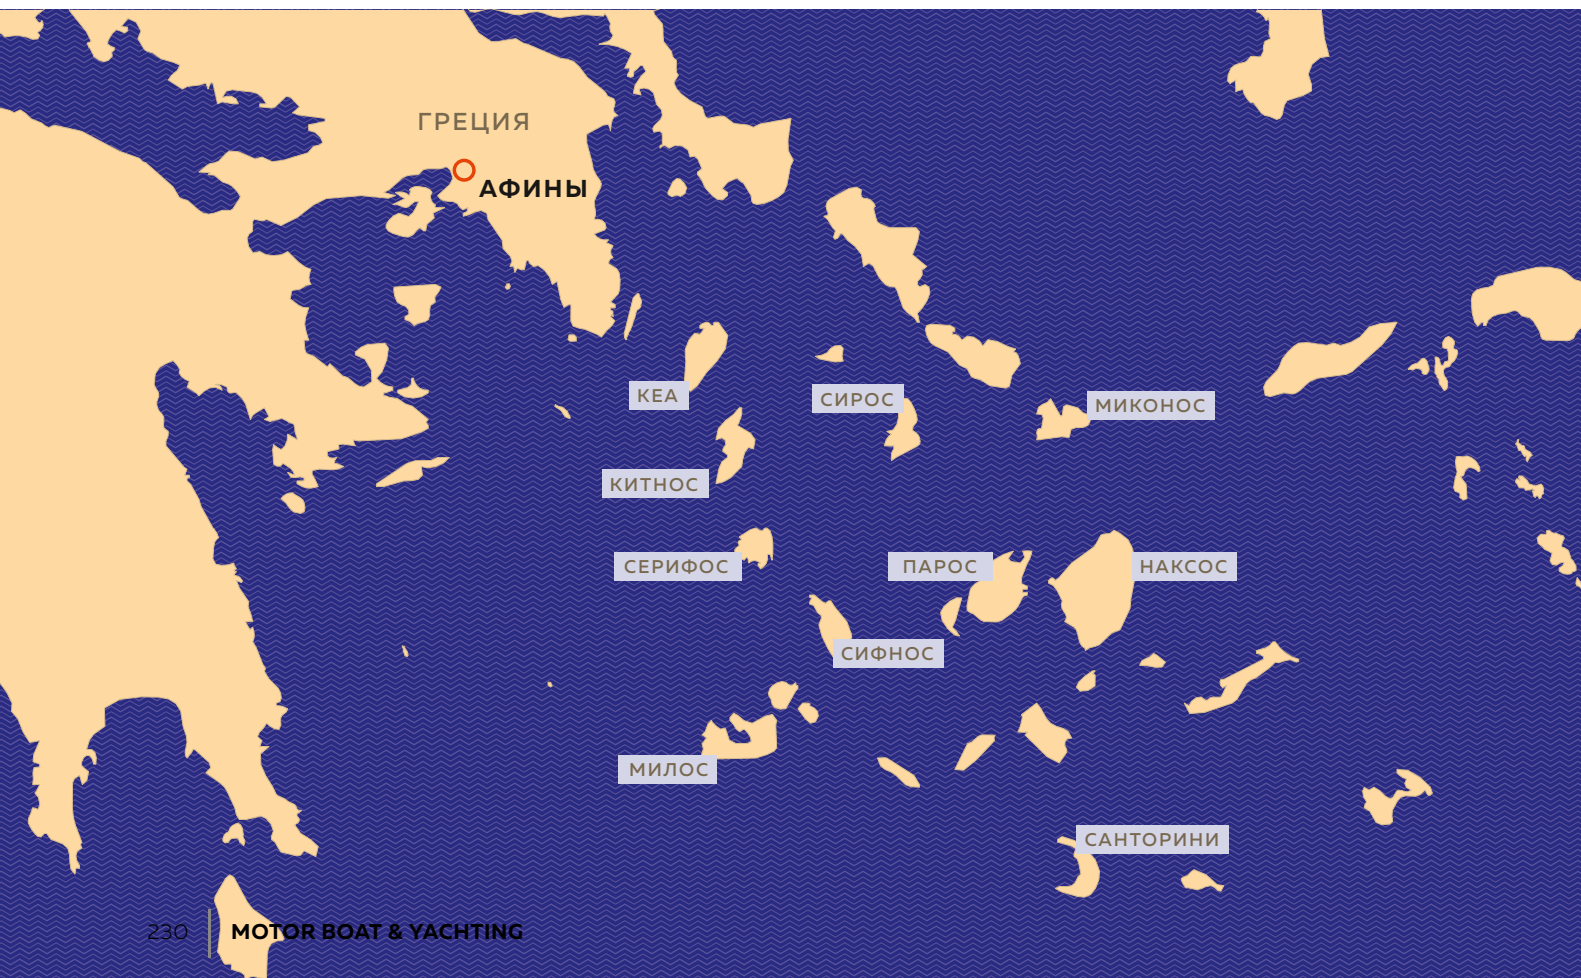 ГРЕЦИЯ
АФИНЫ
КЕА
СИРОС
МИКОНОС
КИТНОС
СЕРИФОС
ПАРОС
НАКСОС
СИФНОС
МИЛОС
САНТОРИНИ
230 MOTOR BOAT & YACHTING